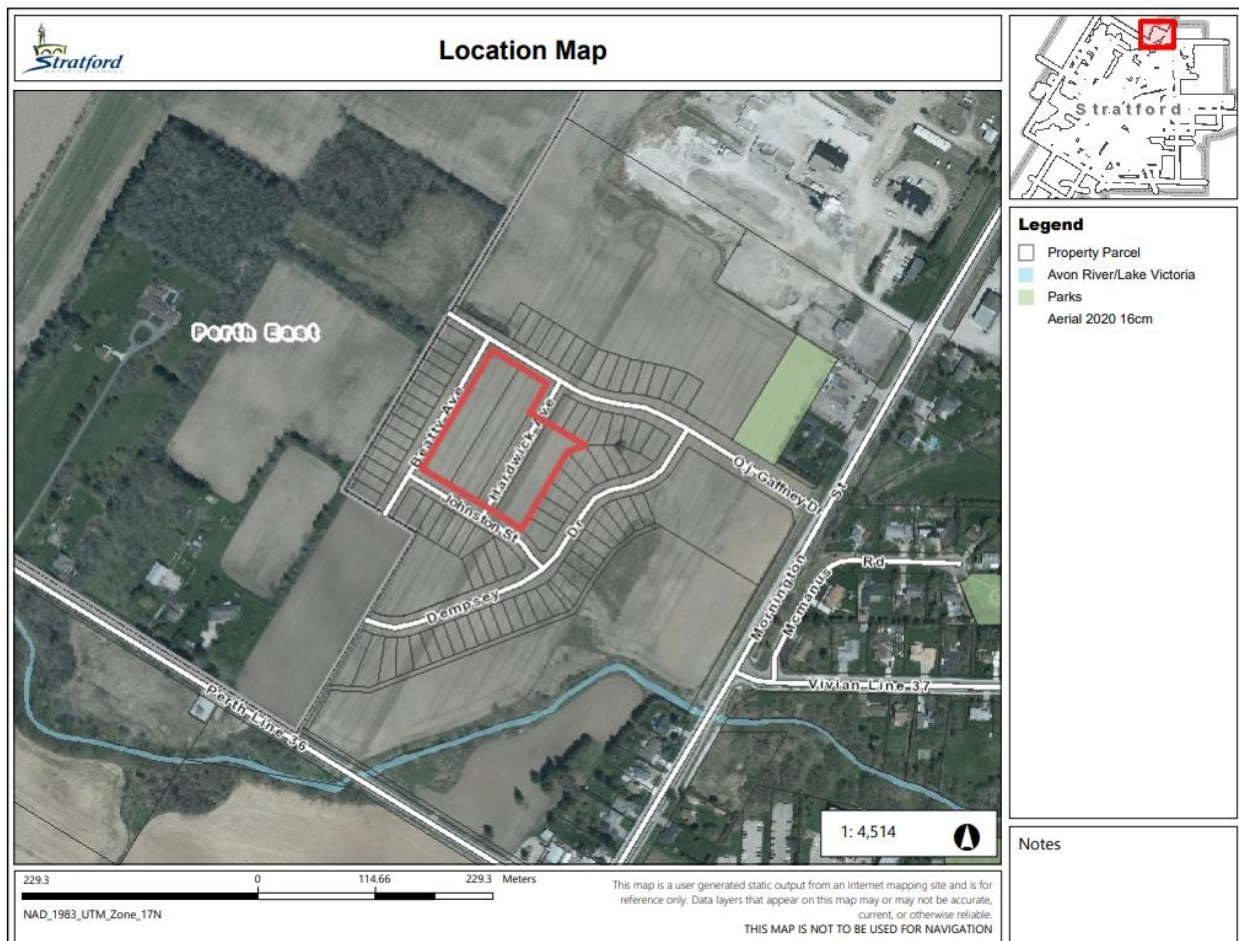 Stratford
ONTARIO CANADA
Location Map
Stratford
Legend
Property Parcel
Avon River/Lake Victoria
Parks
Aerial 2020 16cm
Perth East
Beatty Ave
Hardwick Ave
Johnston St
Dempsey Dr
O.j. Gaffney Dr
Mornington St
Mcmanus Rd
Vivian Line 37
Perth Line 36
1: 4,514
Notes
229.3 0 114.66 229.3 Meters
NAD_1983_UTM_Zone_17N
This map is a user generated static output from an Internet mapping site and is for
reference only. Data layers that appear on this map may or may not be accurate,
current, or otherwise reliable.
THIS MAP IS NOT TO BE USED FOR NAVIGATION